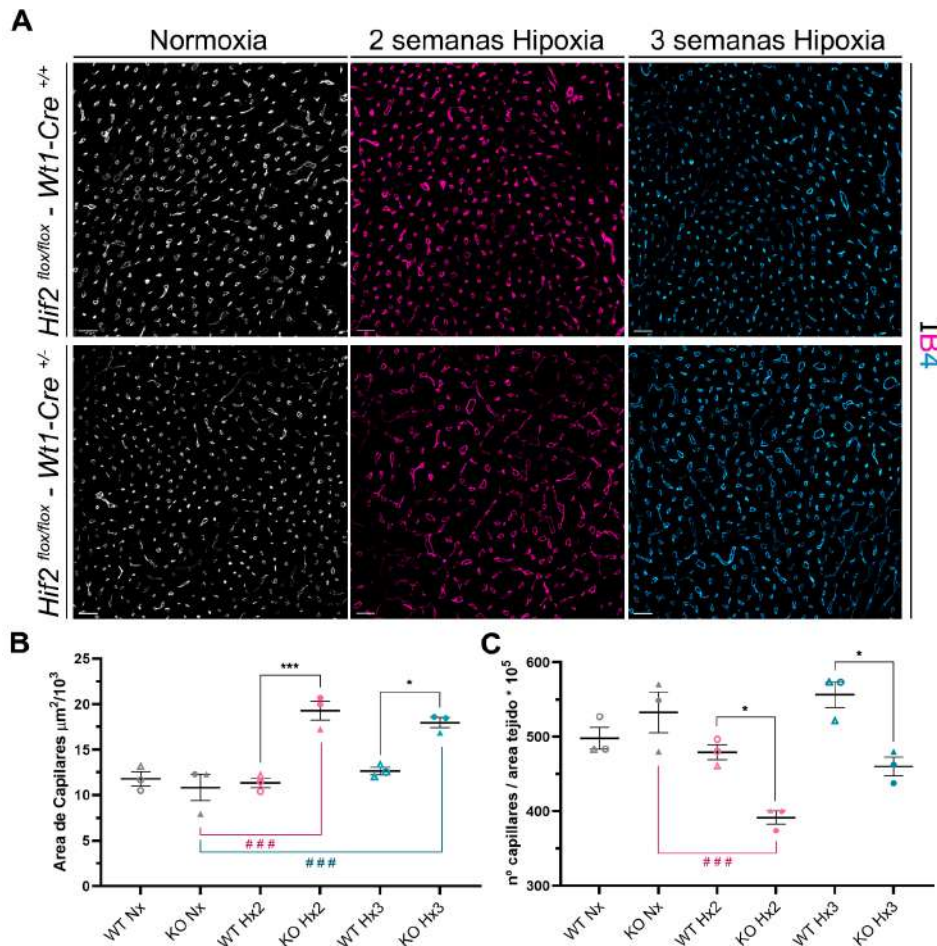 A
Normoxia
2 semanas Hipoxia
3 semanas Hipoxia
Hif2 flox/flox - Wt1-Cre +/+
Hif2 flox/flox - Wt1-Cre +/-
IB4
B
Area de Capilares µm²/10³
25
20
15
10
5
0
***
*
###
###
WT Nx
KO Nx
WT Hx2
KO Hx2
WT Hx3
KO Hx3
C
nº capillares / area tejido * 10⁵
600
500
400
300
*
*
###
WT Nx
KO Nx
WT Hx2
KO Hx2
WT Hx3
KO Hx3